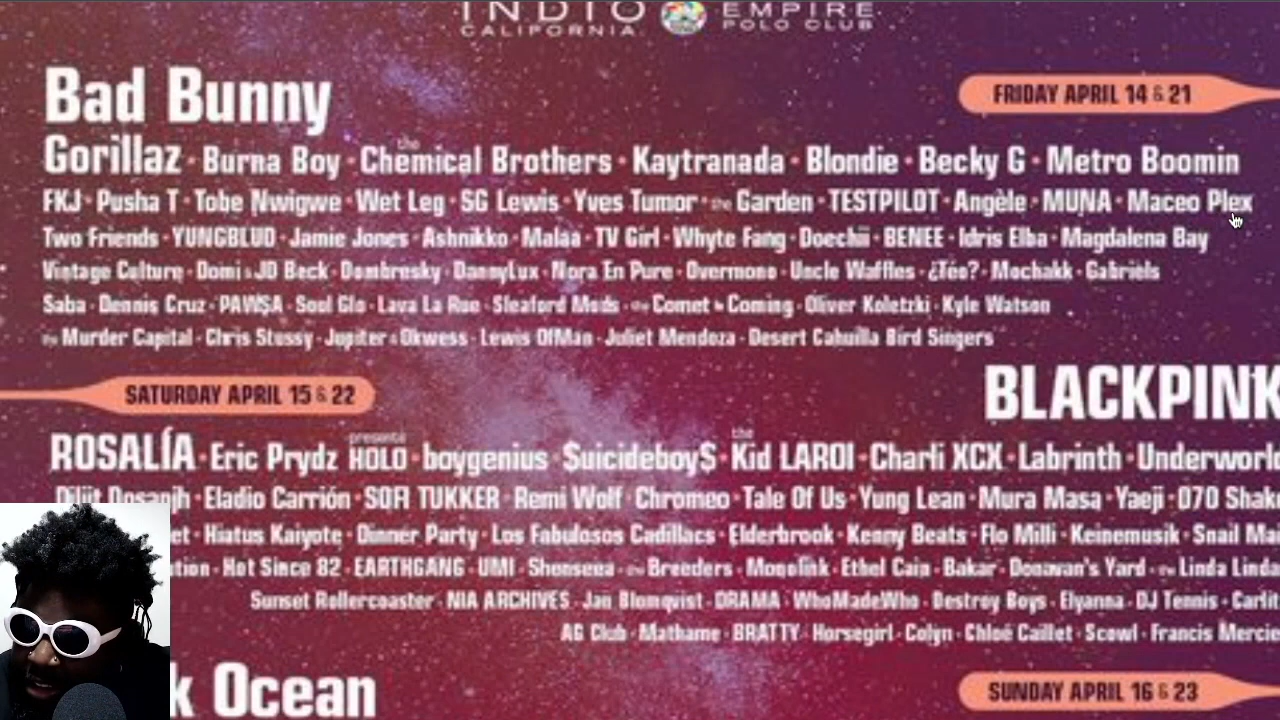 INDIO EMPIRE
CALIFORNIA POLO CLUB
Bad Bunny
FRIDAY APRIL 14 & 21
Gorillaz · Burna Boy · the Chemical Brothers · Kaytranada · Blondie · Becky G · Metro Boomin
FKJ · Pusha T · Tobe Nwigwe · Wet Leg · SG Lewis · Yves Tumor · the Garden · TESTPILOT · Angèle · MUNA · Maceo Plex
Two Friends · YUNGBLUD · Jamie Jones · Ashnikko · Malaa · TV Girl · Whyte Fang · Doechii · BENEE · Idris Elba · Magdalena Bay
Vintage Culture · Domi & JD Beck · Dombresky · DannyLux · Nora En Pure · Overmono · Uncle Waffles · ¿Téo? · Mochakk · Gabriels
Saba · Dennis Cruz · PAWSA · Soul Glo · Lava La Rue · Sleaford Mods · the Comet is Coming · Oliver Koletzki · Kyle Watson
the Murder Capital · Chris Stussy · Jupiter & Okwess · Lewis OfMan · Juliet Mendoza · Desert Cahuilla Bird Singers
SATURDAY APRIL 15 & 22
BLACKPINK
ROSALÍA · Eric Prydz presents HOLO · boygenius · $uicideboy$ · the Kid LAROI · Charli XCX · Labrinth · Underworld
Diljit Dosanjh · Eladio Carrión · SOFI TUKKER · Remi Wolf · Chromeo · Tale Of Us · Yung Lean · Mura Masa · Yaeji · 070 Shak
et · Hiatus Kaiyote · Dinner Party · Los Fabulosos Cadillacs · Elderbrook · Kenny Beats · Flo Milli · Keinemusik · Snail Mai
ation · Hot Since 82 · EARTHGANG · UMI · Shenseea · the Breeders · Monolink · Ethel Cain · Bakar · Donavan's Yard · the Linda Linda
Sunset Rollercoaster · NIA ARCHIVES · Jan Blomqvist · DRAMA · WhoMadeWho · Destroy Boys · Elyanna · DJ Tennis · Carlit
AG Club · Mathame · BRATTY · Horsegirl · Colyn · Chloé Caillet · Scowl · Francis Mercie
k Ocean
SUNDAY APRIL 16 & 23